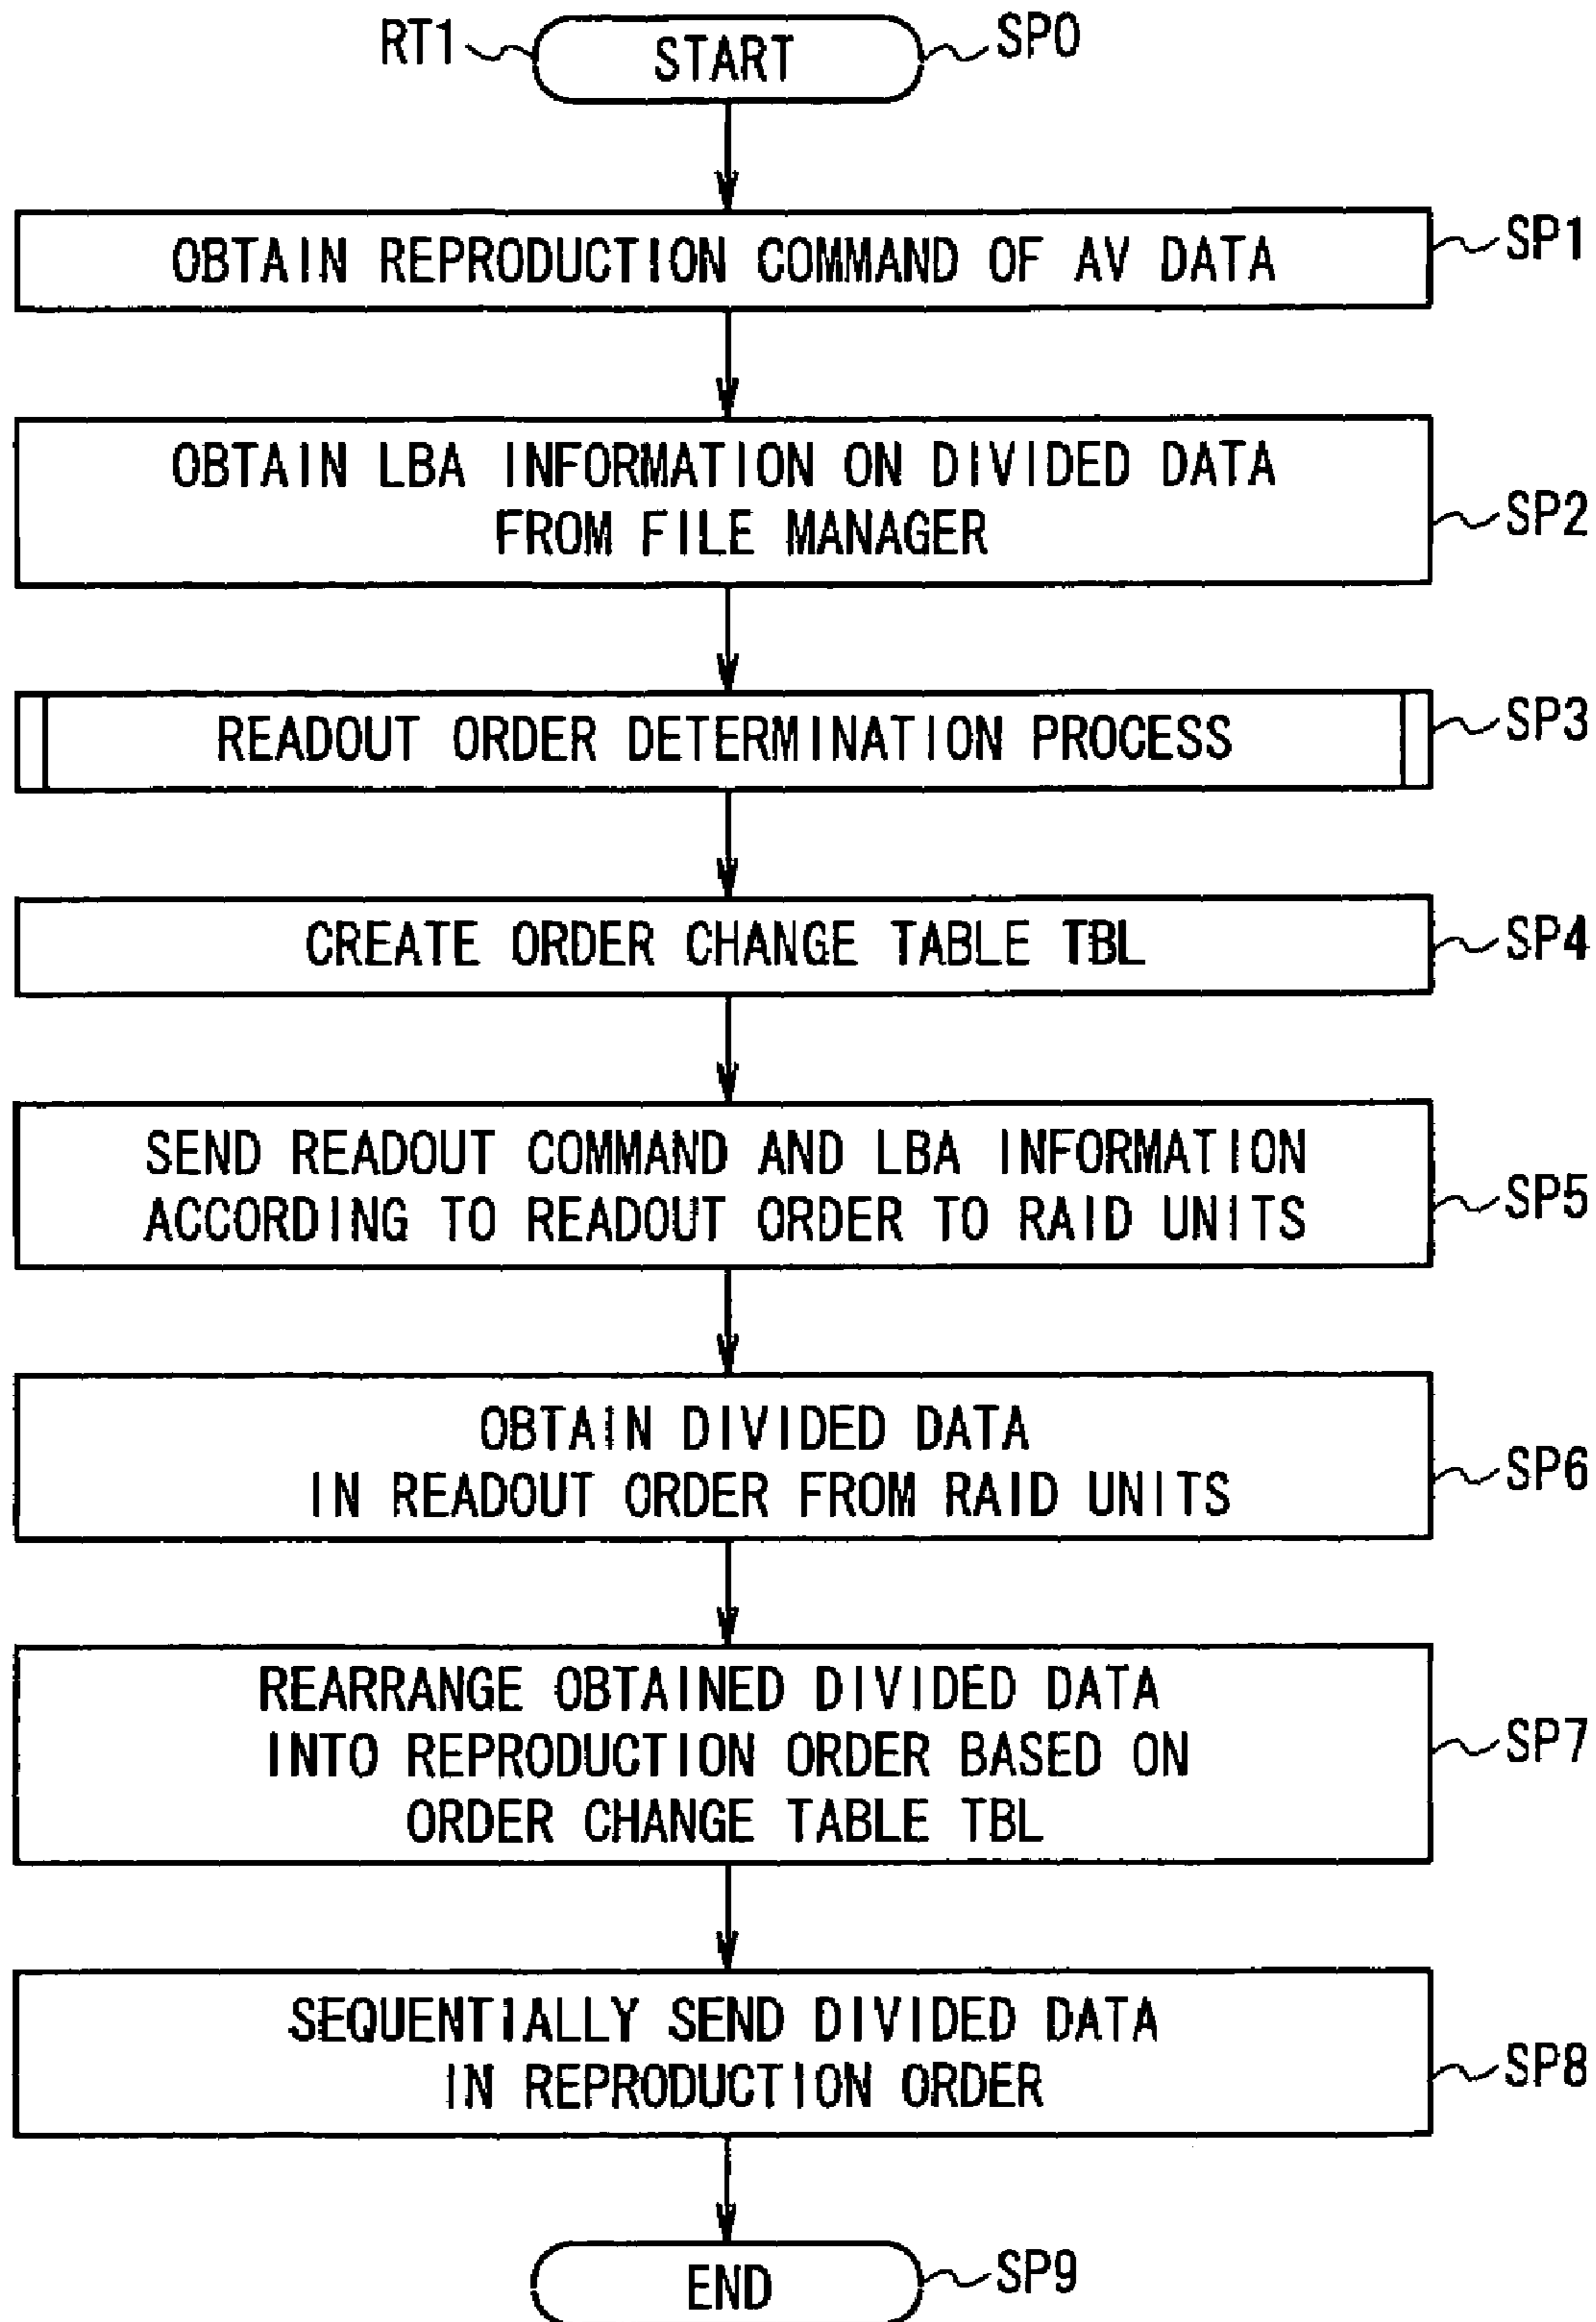 RT1 START SP0
OBTAIN REPRODUCTION COMMAND OF AV DATA SP1
OBTAIN LBA INFORMATION ON DIVIDED DATA
FROM FILE MANAGER SP2
READOUT ORDER DETERMINATION PROCESS SP3
CREATE ORDER CHANGE TABLE TBL SP4
SEND READOUT COMMAND AND LBA INFORMATION
ACCORDING TO READOUT ORDER TO RAID UNITS SP5
OBTAIN DIVIDED DATA
IN READOUT ORDER FROM RAID UNITS SP6
REARRANGE OBTAINED DIVIDED DATA
INTO REPRODUCTION ORDER BASED ON SP7
ORDER CHANGE TABLE TBL
SEQUENTIALLY SEND DIVIDED DATA
IN REPRODUCTION ORDER SP8
END SP9